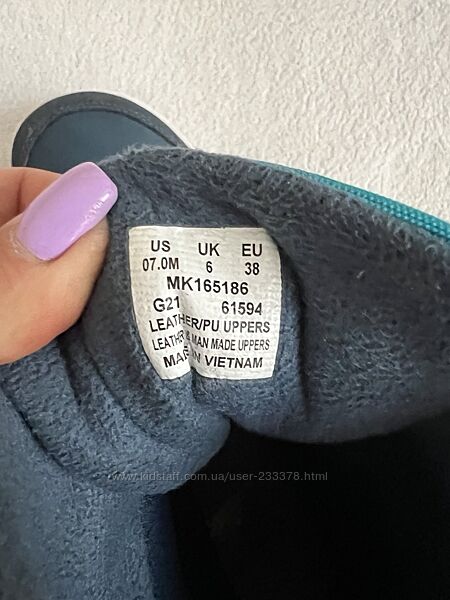 US UK EU
07.0M 6 38
MK165186
G21 61594
LEATHER/PU UPPERS
LEATHER & MAN MADE UPPERS
MADE IN VIETNAM
www.kidstaff.com.ua/user-233378.html